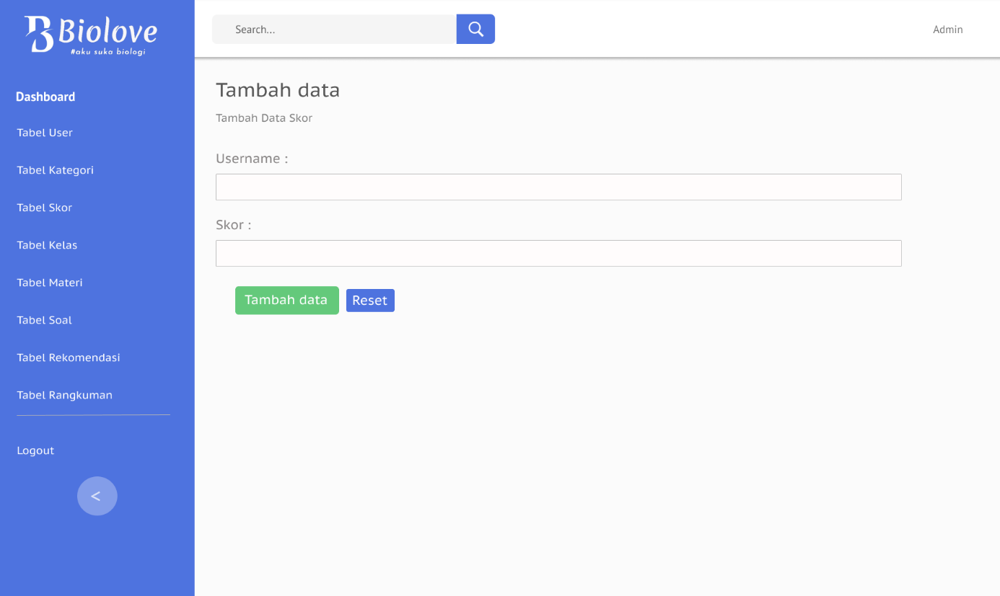 Biolove
#aku suka biologi
Dashboard
Tabel User
Tabel Kategori
Tabel Skor
Tabel Kelas
Tabel Materi
Tabel Soal
Tabel Rekomendasi
Tabel Rangkuman
Logout
<
Search...
Admin
Tambah data
Tambah Data Skor
Username :
Skor :
Tambah data
Reset